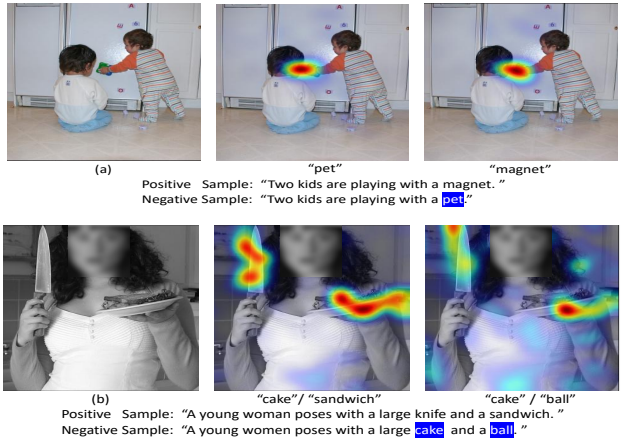 (a) "pet" "magnet"
Positive Sample: "Two kids are playing with a magnet. "
Negative Sample: "Two kids are playing with a pet."
(b) "cake"/ "sandwich" "cake" / "ball"
Positive Sample: "A young woman poses with a large knife and a sandwich. "
Negative Sample: "A young women poses with a large cake and a ball. "